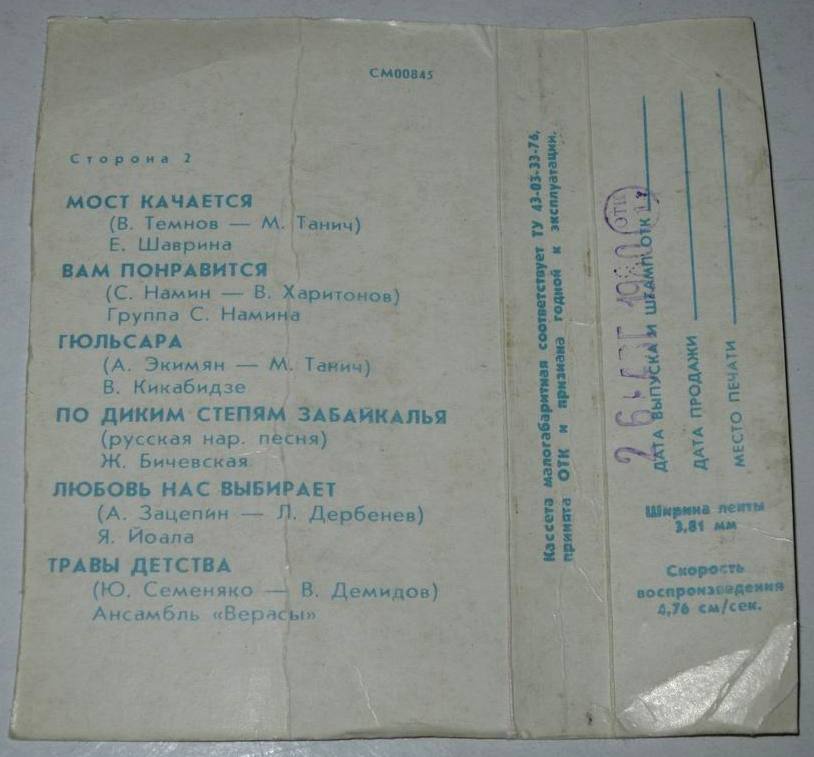 СМ00845
Сторона 2
МОСТ КАЧАЕТСЯ
(В. Темнов — М. Танич)
Е. Шаврина
ВАМ ПОНРАВИТСЯ
(С. Намин — В. Харитонов)
Группа С. Намина
ГЮЛЬСАРА
(А. Экимян — М. Танич)
В. Кикабидзе
ПО ДИКИМ СТЕПЯМ ЗАБАЙКАЛЬЯ
(русская нар. песня)
Ж. Бичевская
ЛЮБОВЬ НАС ВЫБИРАЕТ
(А. Зацепин — Л. Дербенев)
Я. Йоала
ТРАВЫ ДЕТСТВА
(Ю. Семеняко — В. Демидов)
Ансамбль «Верасы»
Кассета малогабаритная соответствует ТУ 43-03-33-76,
принята ОТК и признана годной к эксплуатации.
ДАТА ВЫПУСКА И ШТАМП ОТК
26 1980
ОТК
ДАТА ПРОДАЖИ
МЕСТО ПЕЧАТИ
Ширина ленты
3,81 мм
Скорость
воспроизведения
4,76 см/сек.